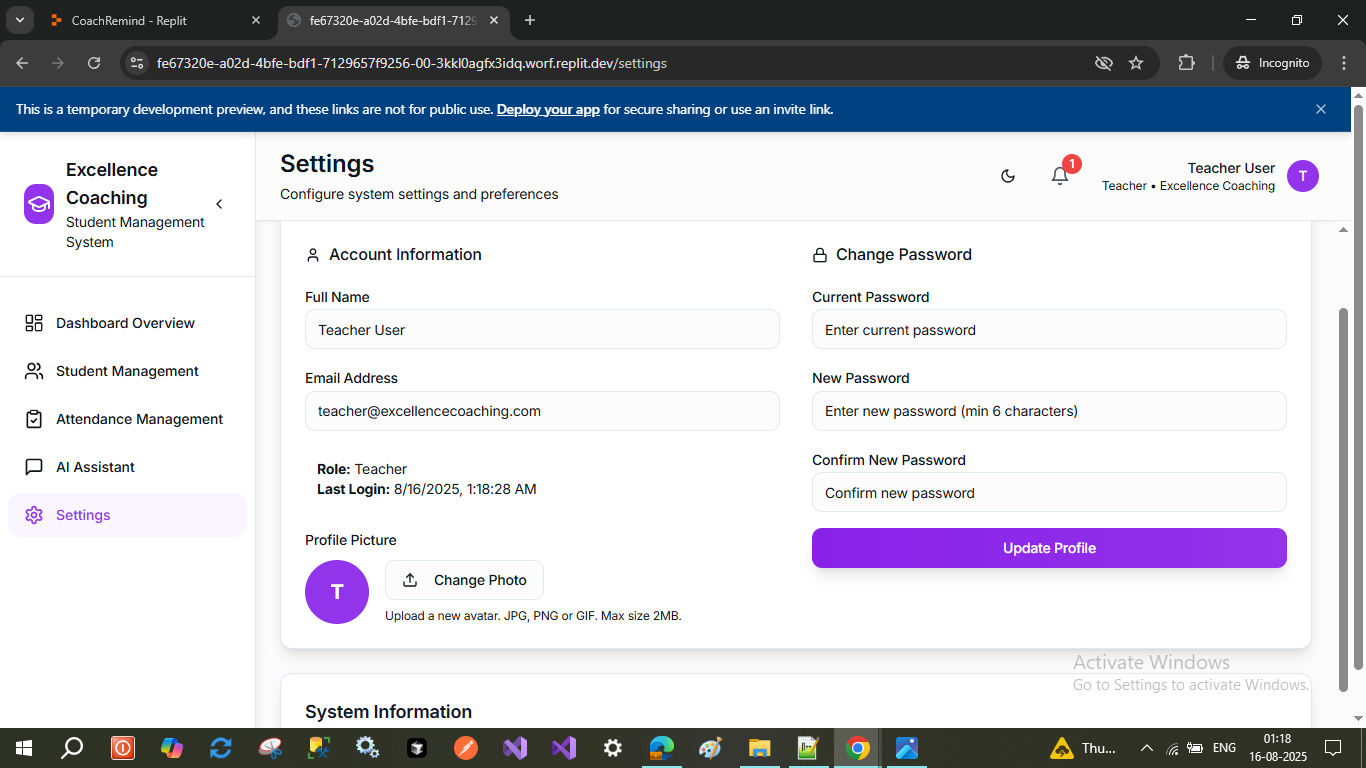 CoachRemind - Replit
fe67320e-a02d-4bfe-bdf1-7129
fe67320e-a02d-4bfe-bdf1-7129657f9256-00-3kkl0agfx3idq.worf.replit.dev/settings
Incognito
This is a temporary development preview, and these links are not for public use. Deploy your app for secure sharing or use an invite link.
Excellence
Coaching
Student Management
System
Settings
Configure system settings and preferences
1
Teacher User
Teacher • Excellence Coaching
T
Dashboard Overview
Student Management
Attendance Management
AI Assistant
Settings
Account Information
Full Name
Teacher User
Email Address
teacher@excellencecoaching.com
Role: Teacher
Last Login: 8/16/2025, 1:18:28 AM
Profile Picture
T
Change Photo
Upload a new avatar. JPG, PNG or GIF. Max size 2MB.
Change Password
Current Password
Enter current password
New Password
Enter new password (min 6 characters)
Confirm New Password
Confirm new password
Update Profile
System Information
Activate Windows
Go to Settings to activate Windows.
Thu...
ENG
01:18
16-08-2025